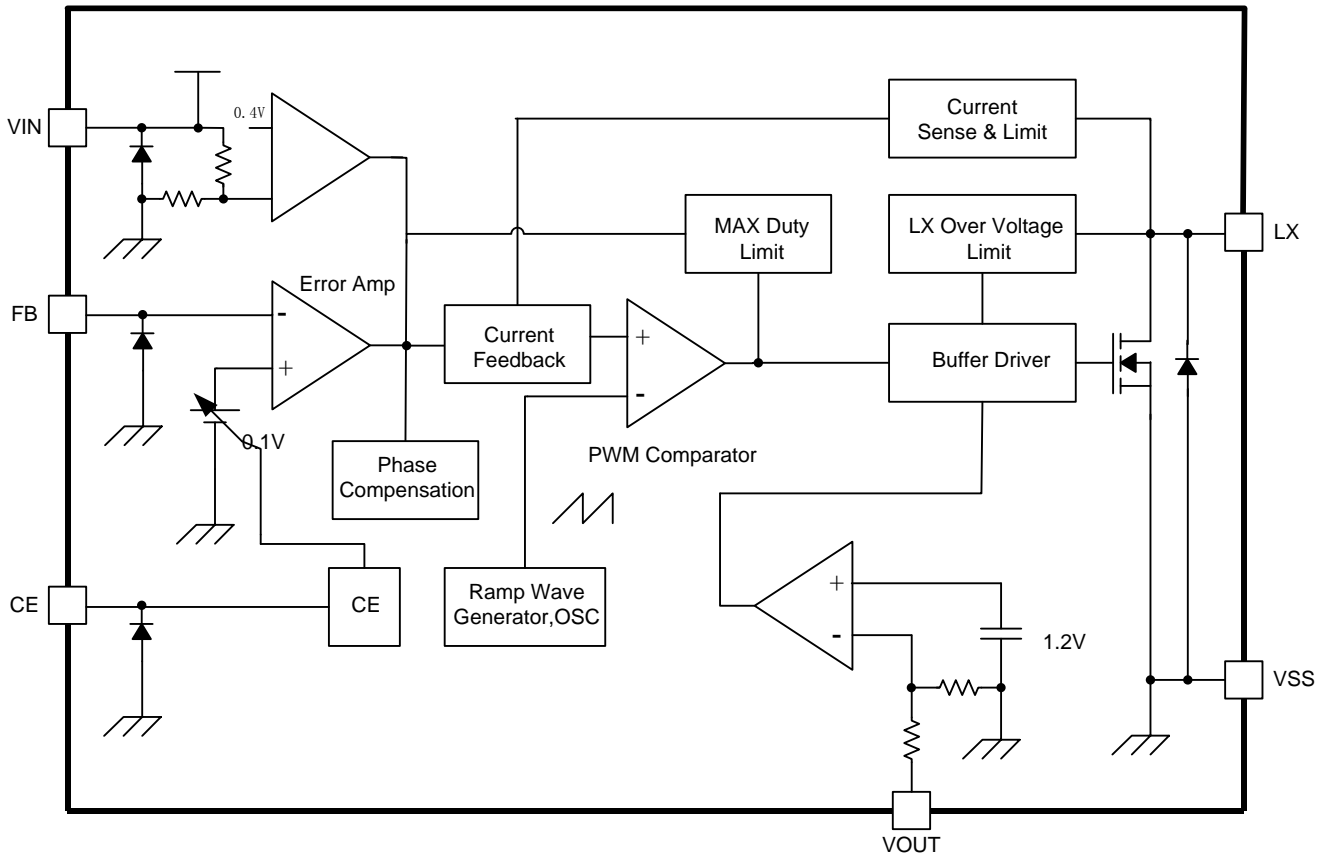 Current
Sense & Limit
0.4V
VIN
MAX Duty
Limit
LX Over Voltage
Limit
LX
Error Amp
FB
-
+
Current
Feedback
+
-
Buffer Driver
0.1V
PWM Comparator
Phase
Compensation
CE
CE
Ramp Wave
Generator,OSC
+
-
1.2V
VSS
VOUT